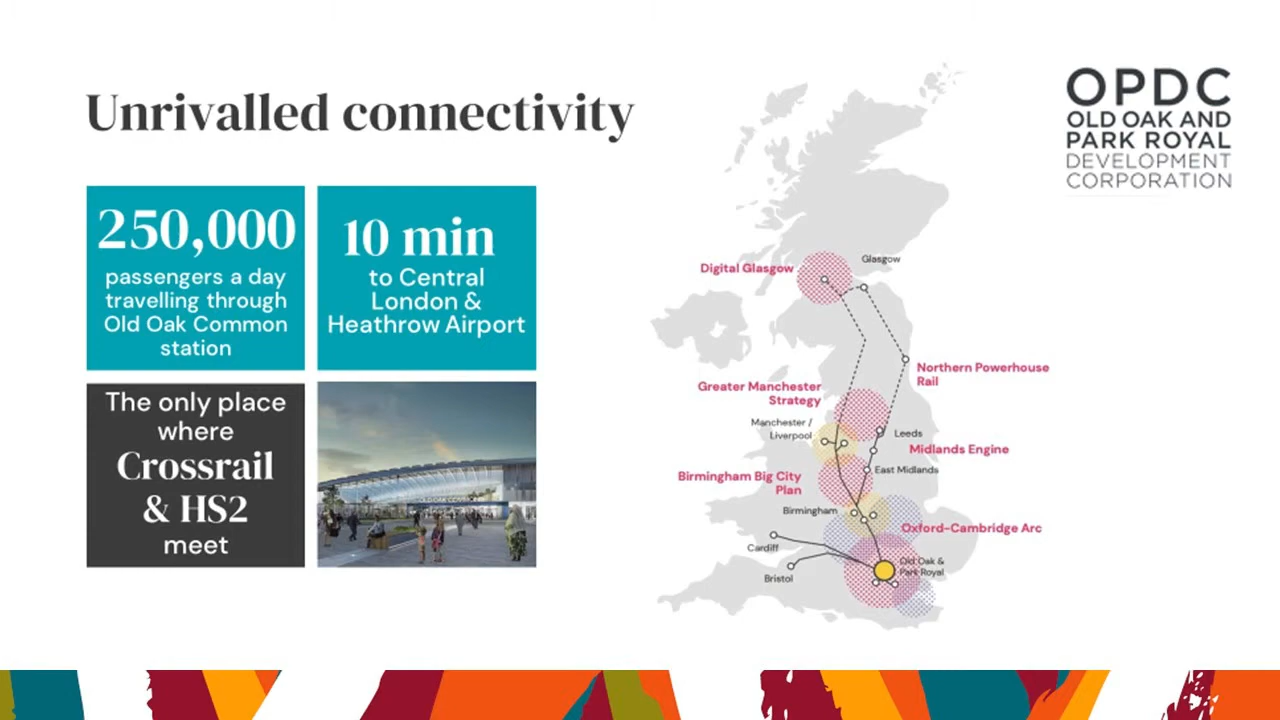 Unrivalled connectivity
OPDC
OLD OAK AND
PARK ROYAL
DEVELOPMENT
CORPORATION
250,000
passengers a day
travelling through
Old Oak Common
station
10 min
to Central
London &
Heathrow Airport
The only place
where
Crossrail
& HS2
meet
OLD OAK COMMON
Digital Glasgow
Glasgow
Northern Powerhouse
Rail
Greater Manchester
Strategy
Manchester /
Liverpool
Leeds
Midlands Engine
East Midlands
Birmingham Big City
Plan
Birmingham
Oxford-Cambridge Arc
Cardiff
Bristol
Old Oak &
Park Royal